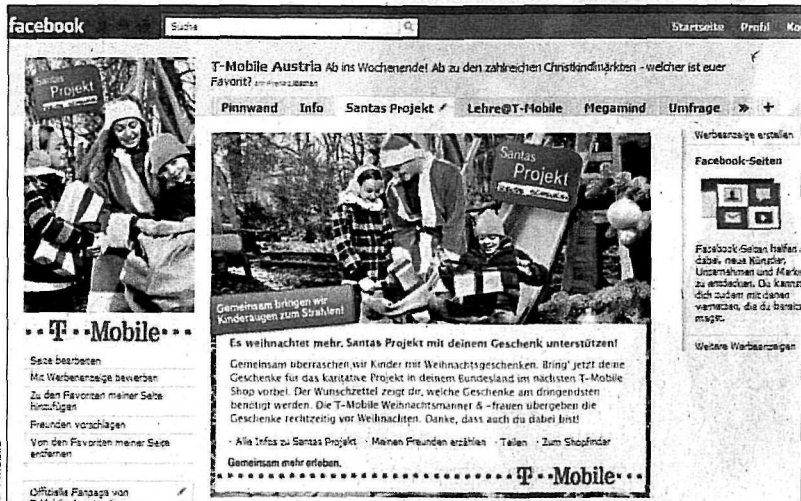 facebook
Suche
Startseite Profil
T-Mobile Austria Ab ins Wochenende! Ab zu den zahlreichen Christkindlmärkten - welcher ist euer
Favorit?
Pinnwand Info Santas Projekt Lehre@T-Mobile Megamind Umfrage » +
Santas
Projekt
Santas
Projekt
Gemeinsam bringen wir
Kinderaugen zum Strahlen!
Es weihnachtet mehr, Santas Projekt mit deinem Geschenk unterstützen!
Gemeinsam überraschen wir Kinder mit Weihnachtsgeschenken. Bring' jetzt deine
Geschenke für das karitative Projekt in deinem Bundesland im nächsten T-Mobile
Shop vorbei. Der Wunschzettel zeigt dir, welche Geschenke am dringendsten
benötigt werden. Die T-Mobile Weihnachtsmänner & -frauen übergeben die
Geschenke rechtzeitig vor Weihnachten. Danke, dass auch du dabei bist!
· Alle Infos zu Santas Projekt · Meinen Freunden erzählen · Teilen · Zum Shopfinder
Gemeinsam mehr erleben.
T · Mobile
T · Mobile
Seite bearbeiten
Mit Werbeanzeige bewerben
Zu den Favoriten meiner Seite
hinzufügen
Freunden vorschlagen
Von den Favoriten meiner Seite
entfernen
Offizielle Fanpage von
Werbeanzeige erstellen
Facebook-Seiten
Facebook-Seiten helfen
dabei, neue Künstler,
Unternehmen und
zu entdecken. Du kannst
dich zudem mit denen
vernetzen, die du bereits
magst.
Weitere Werbeanzeigen